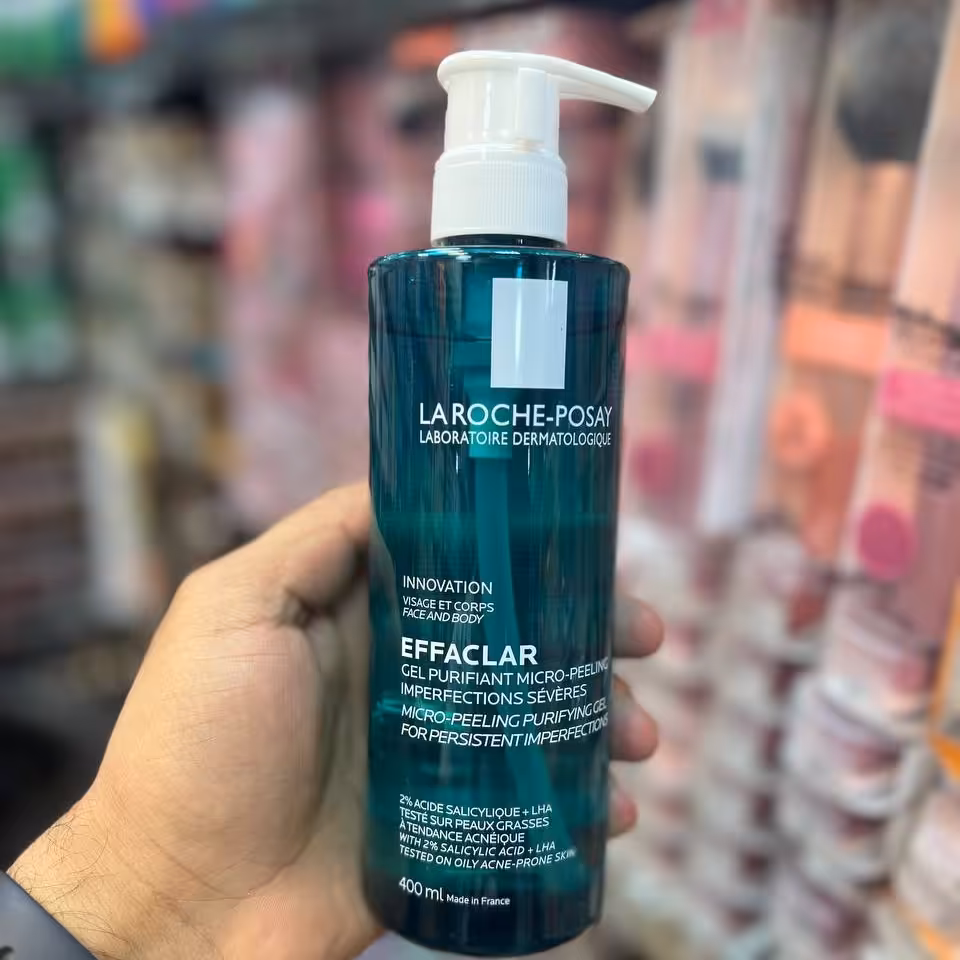 LA ROCHE-POSAY
LABORATOIRE DERMATOLOGIQUE
INNOVATION
VISAGE ET CORPS
FACE AND BODY
EFFACLAR
GEL PURIFIANT MICRO-PEELING
IMPERFECTIONS SÉVÈRES
MICRO-PEELING PURIFYING GEL
FOR PERSISTENT IMPERFECTIONS
2% ACIDE SALICYLIQUE + LHA
TESTÉ SUR PEAUX GRASSES
À TENDANCE ACNÉIQUE
WITH 2% SALICYLIC ACID + LHA
TESTED ON OILY ACNE-PRONE SKIN
400 ml Made in France